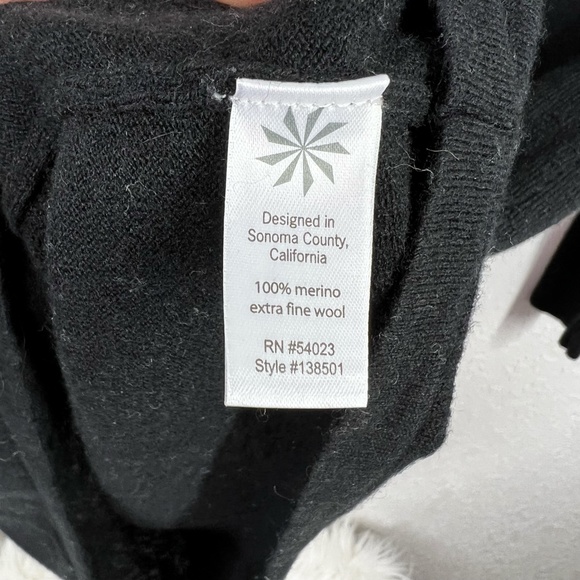 Designed in
Sonoma County,
California
100% merino
extra fine wool
RN #54023
Style #138501